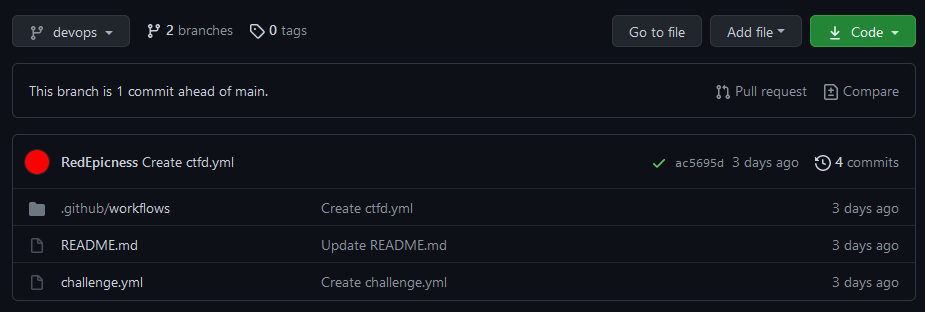 devops 2 branches 0 tags Go to file Add file Code
This branch is 1 commit ahead of main. Pull request Compare
RedEpicness Create ctfd.yml ac5695d 3 days ago 4 commits
.github/workflows Create ctfd.yml 3 days ago
README.md Update README.md 3 days ago
challenge.yml Create challenge.yml 3 days ago